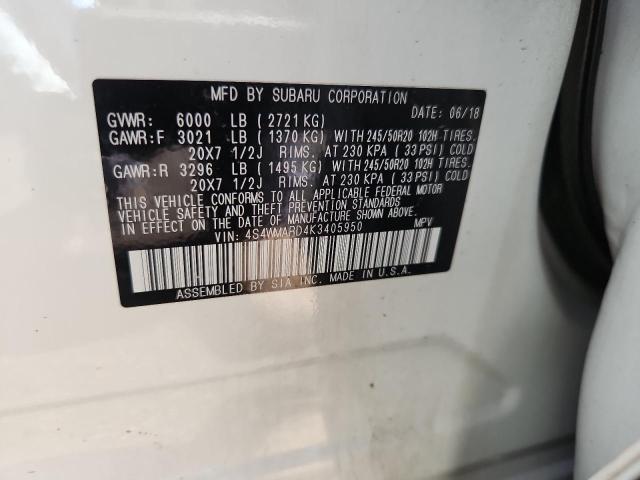 MFD BY SUBARU CORPORATION
DATE: 06/18
GVWR: 6000 LB ( 2721 KG)
GAWR:F 3021 LB ( 1370 KG) WITH 245/50R20 102H TIRES.
20X7 1/2J RIMS. AT 230 KPA ( 33 PSI) COLD
GAWR:R 3296 LB ( 1495 KG) WITH 245/50R20 102H TIRES.
20X7 1/2J RIMS. AT 230 KPA ( 33 PSI) COLD
THIS VEHICLE CONFORMS TO ALL APPLICABLE FEDERAL MOTOR
VEHICLE SAFETY AND THEFT PREVENTION STANDARDS
IN EFFECT ON THE DATE OF MANUFACTURE SHOWN ABOVE.
VIN: 4S4WMARD4K3405950 MPV
ASSEMBLED BY SIA INC. MADE IN U.S.A.